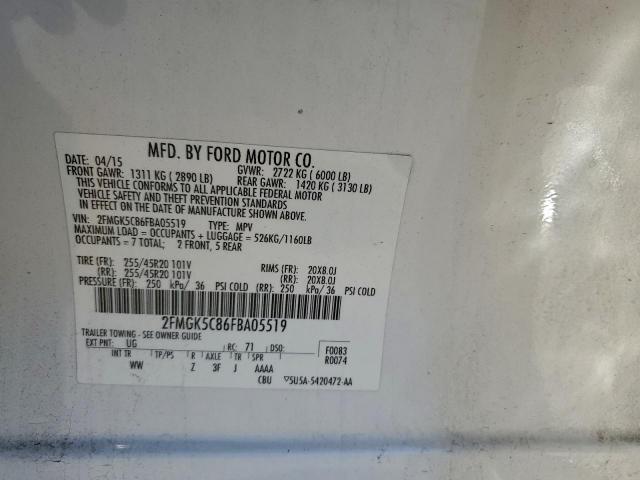 MFD. BY FORD MOTOR CO.
DATE: 04/15 GVWR: 2722 KG ( 6000 LB)
FRONT GAWR: 1311 KG ( 2890 LB) REAR GAWR: 1420 KG ( 3130 LB)
THIS VEHICLE CONFORMS TO ALL APPLICABLE FEDERAL MOTOR
VEHICLE SAFETY AND THEFT PREVENTION STANDARDS
IN EFFECT ON THE DATE OF MANUFACTURE SHOWN ABOVE.
VIN: 2FMGK5C86FBA05519 TYPE: MPV
MAXIMUM LOAD = OCCUPANTS + LUGGAGE = 526KG/1160LB
OCCUPANTS = 7 TOTAL; 2 FRONT, 5 REAR
TIRE (FR): 255/45R20 101V RIMS (FR): 20X8.0J
(RR): 255/45R20 101V (RR): 20X8.0J
PRESSURE (FR): 250 kPa/ 36 PSI COLD (RR): 250 kPa/ 36 PSI COLD
2FMGK5C86FBA05519
TRAILER TOWING - SEE OWNER GUIDE
EXT PNT: UG RC: 71 DSO: F0083
R0074
INT TR TP/PS R AXLE TR SPR
WW Z 3F J AAAA
CBU ▽5U5A-5420472-AA